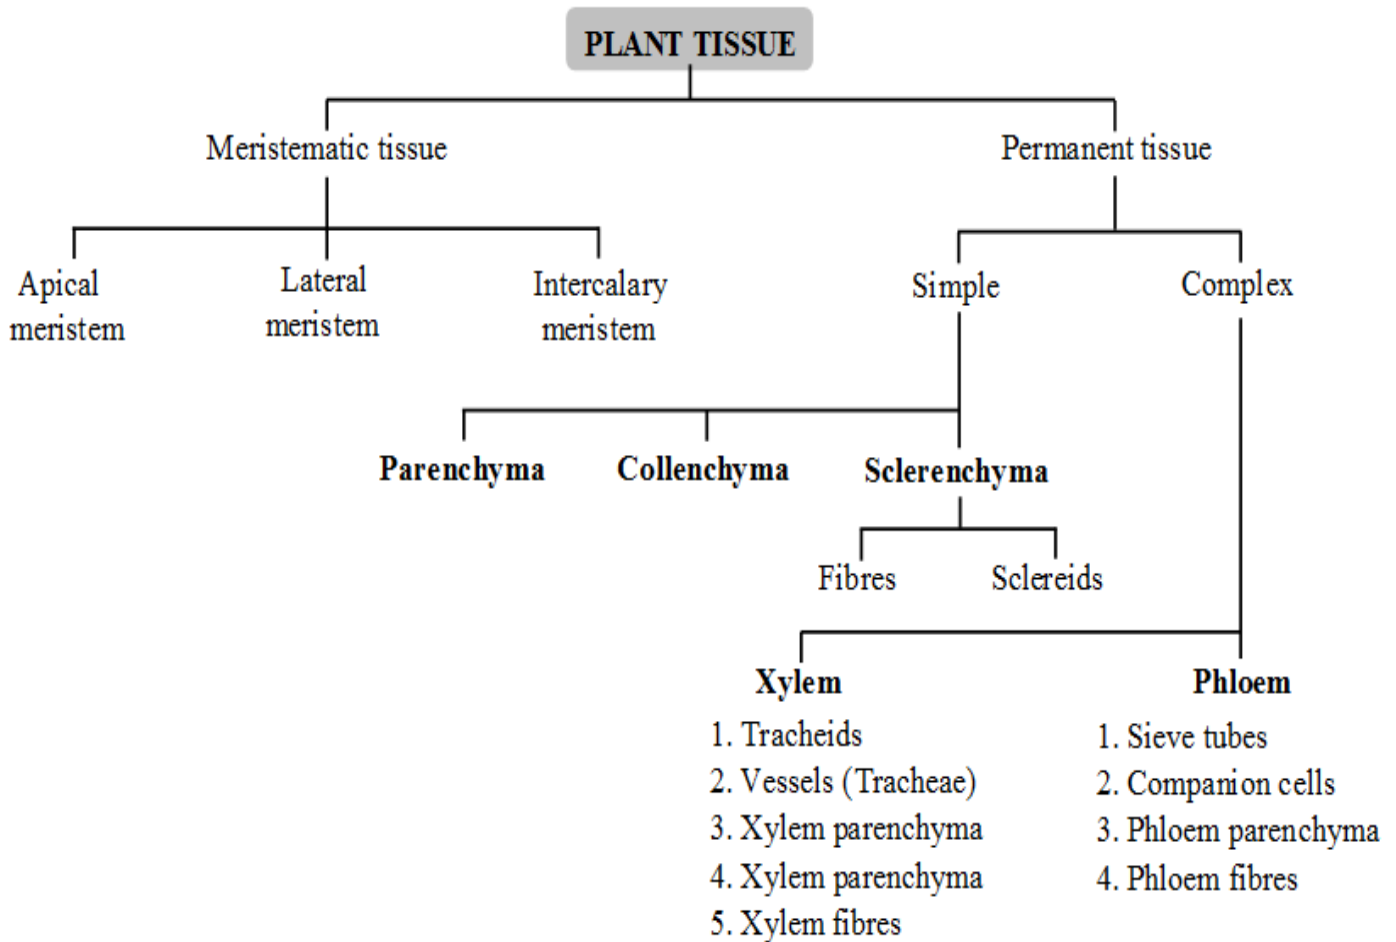 PLANT TISSUE
Meristematic tissue
Permanent tissue
Apical
meristem
Lateral
meristem
Intercalary
meristem
Simple
Complex
Parenchyma
Collenchyma
Sclerenchyma
Fibres
Sclereids
Xylem
1. Tracheids
2. Vessels (Tracheae)
3. Xylem parenchyma
4. Xylem parenchyma
5. Xylem fibres
Phloem
1. Sieve tubes
2. Companion cells
3. Phloem parenchyma
4. Phloem fibres